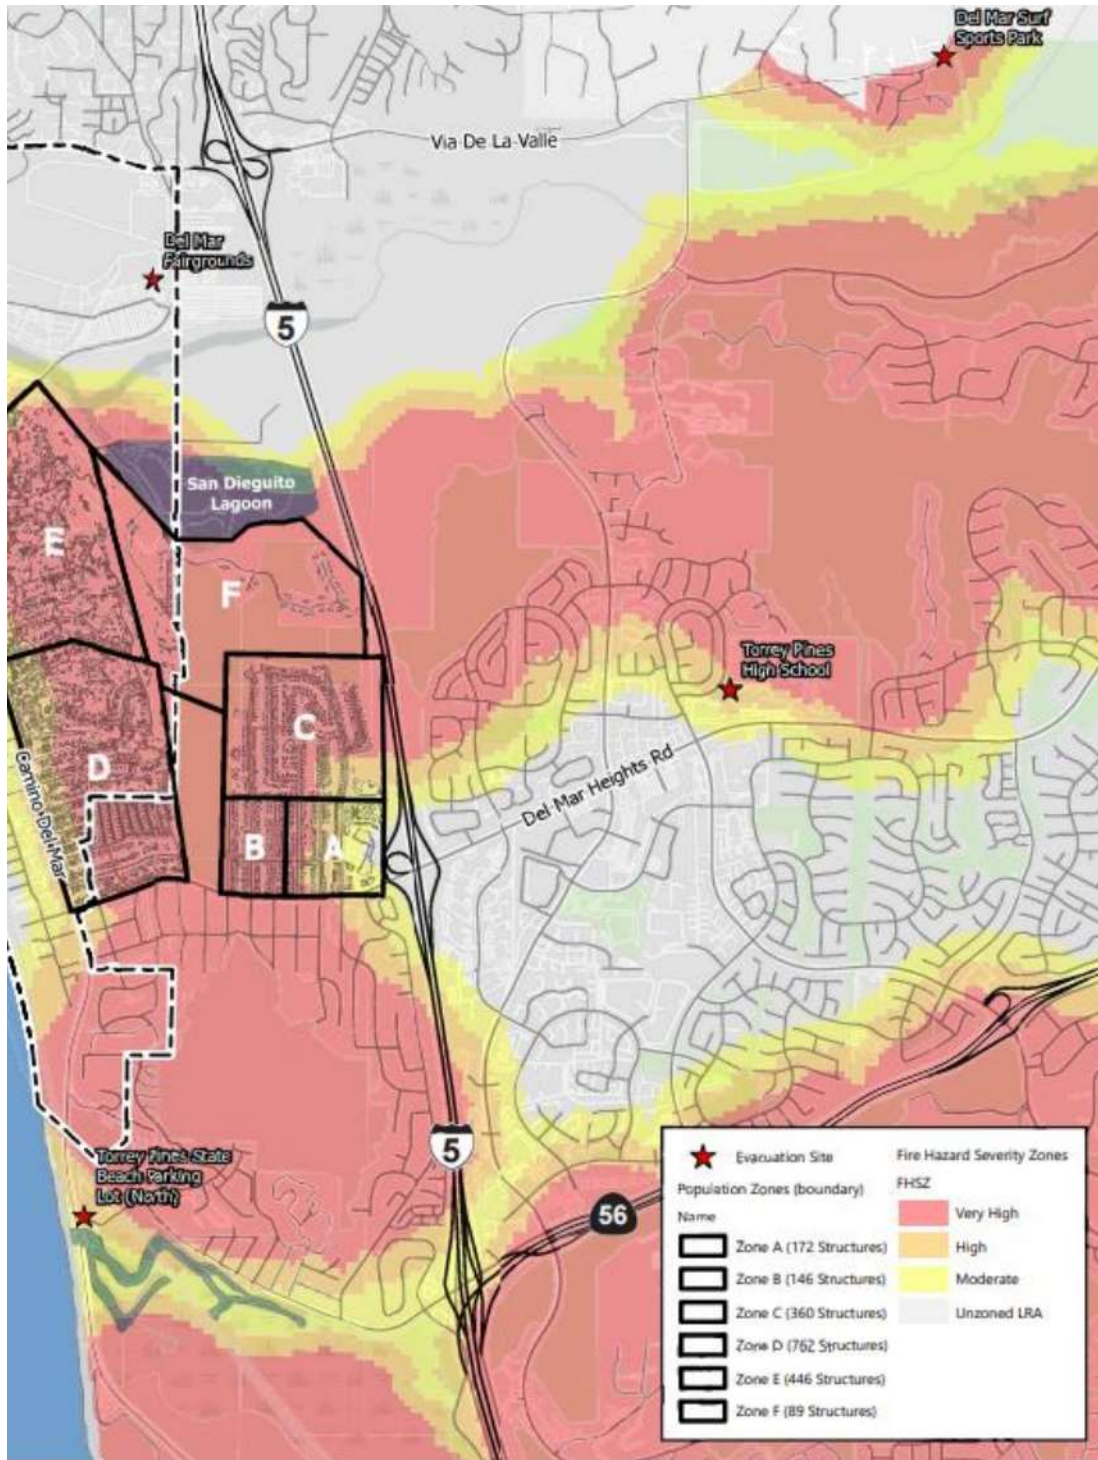 Del Mar Surf
Sports Park
Via De La Valle
Del Mar
Fairgrounds
5
San Dieguito
Lagoon
E
F
Torrey Pines
High School
C
D
Del Mar Heights Rd
Camino Del Mar
B
A
Torrey Pines State
Beach Parking
Lot (North)
5
56
Evacuation Site
Population Zones (boundary)
Name
Zone A (172 Structures)
Zone B (146 Structures)
Zone C (360 Structures)
Zone D (762 Structures)
Zone E (446 Structures)
Zone F (89 Structures)
Fire Hazard Severity Zones
FHSZ
Very High
High
Moderate
Unzoned LRA